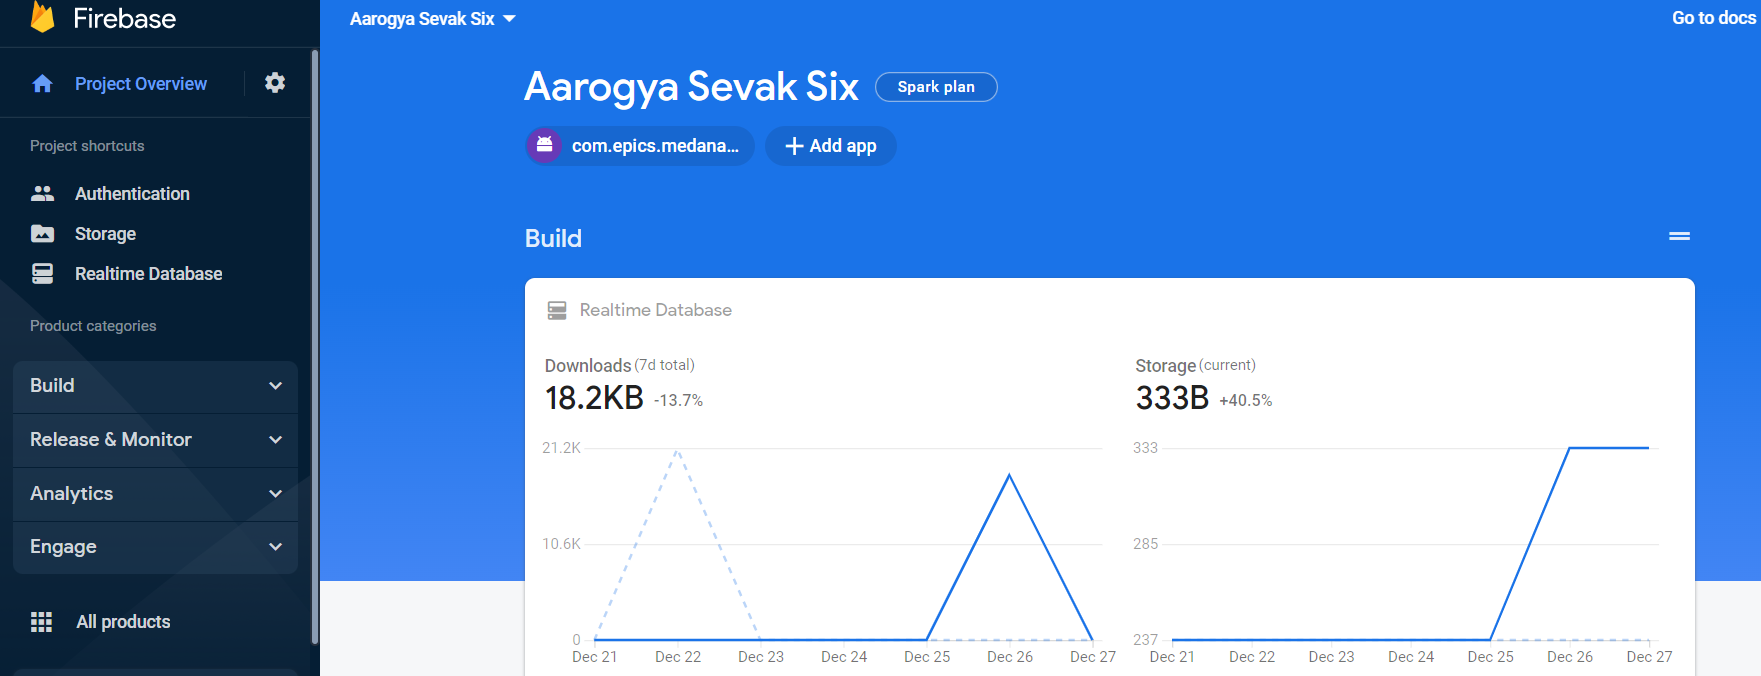 Firebase
Project Overview
Project shortcuts
Authentication
Storage
Realtime Database
Product categories
Build
Release & Monitor
Analytics
Engage
All products
Aarogya Sevak Six
Go to docs
Aarogya Sevak Six Spark plan
com.epics.medana... + Add app
Build
Realtime Database
Downloads (7d total)
18.2KB -13.7%
21.2K
10.6K
0
Dec 21 Dec 22 Dec 23 Dec 24 Dec 25 Dec 26 Dec 27
Storage (current)
333B +40.5%
333
285
237
Dec 21 Dec 22 Dec 23 Dec 24 Dec 25 Dec 26 Dec 27